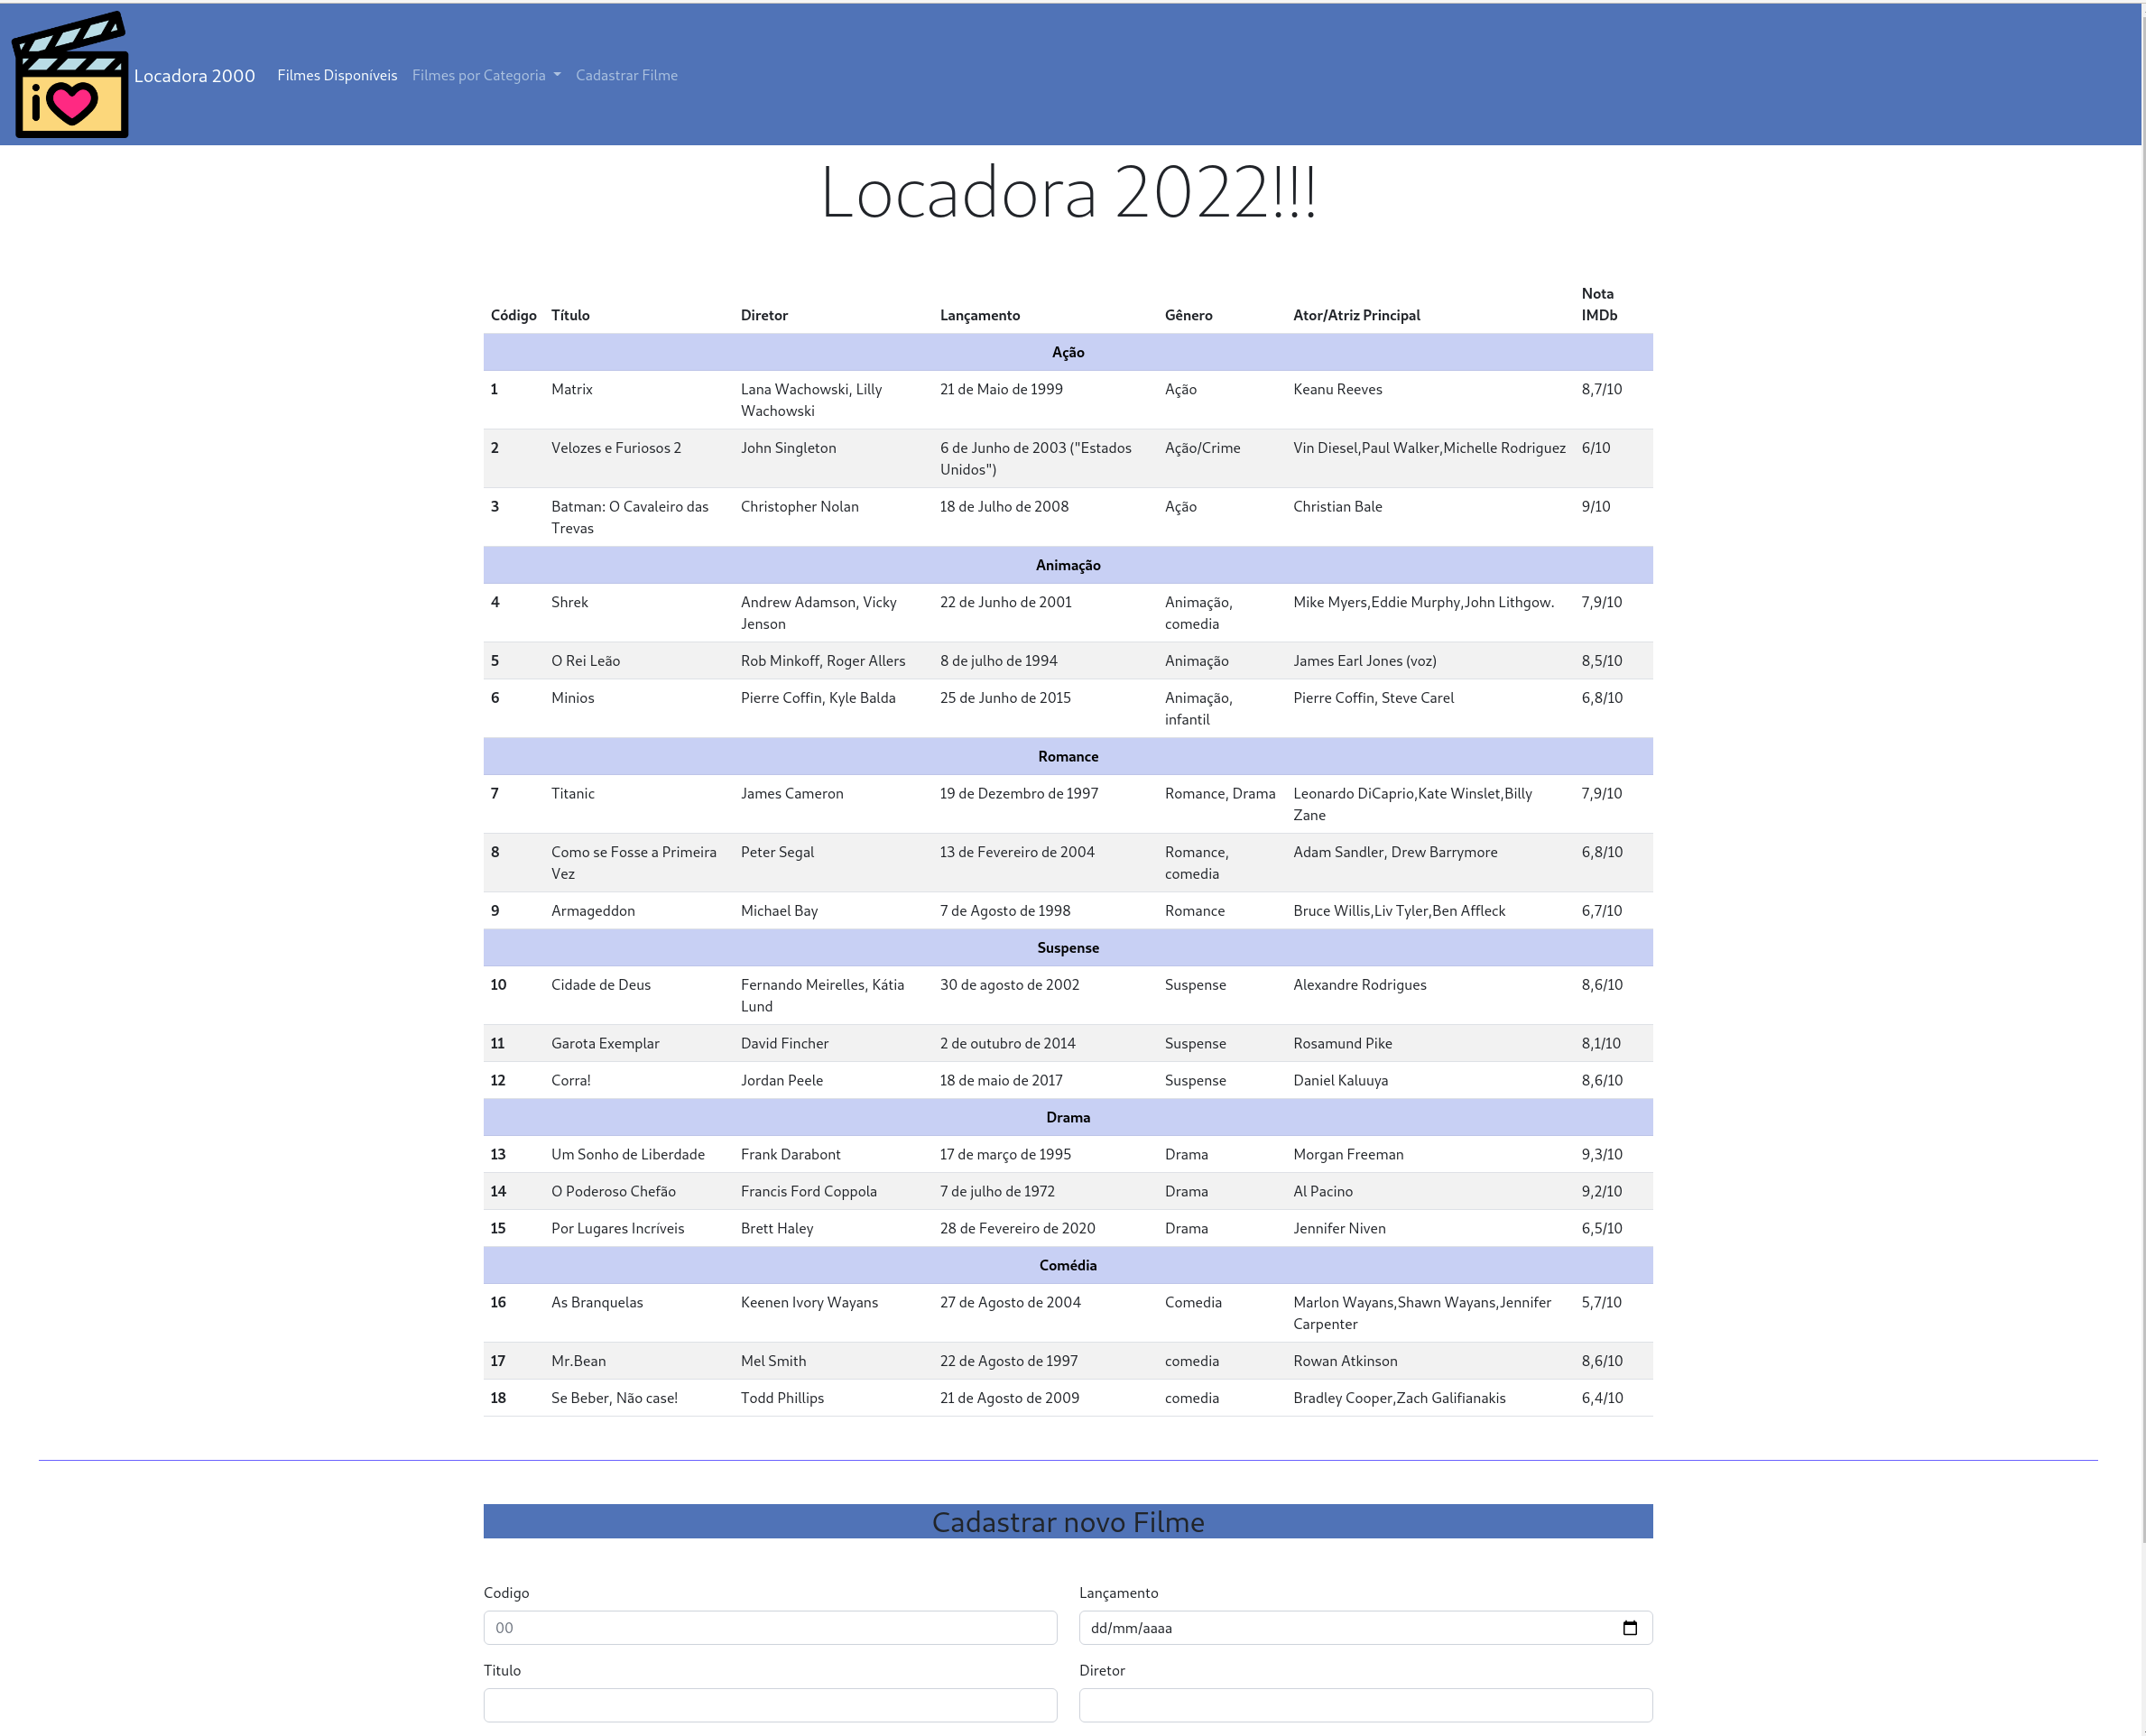 i
Locadora 2000 Filmes Disponíveis Filmes por Categoria Cadastrar Filme
Locadora 2022!!!
Código Título Diretor Lançamento Gênero Ator/Atriz Principal Nota IMDb
Ação
1 Matrix Lana Wachowski, Lilly Wachowski 21 de Maio de 1999 Ação Keanu Reeves 8,7/10
2 Velozes e Furiosos 2 John Singleton 6 de Junho de 2003 ("Estados Unidos") Ação/Crime Vin Diesel,Paul Walker,Michelle Rodriguez 6/10
3 Batman: O Cavaleiro das Trevas Christopher Nolan 18 de Julho de 2008 Ação Christian Bale 9/10
Animação
4 Shrek Andrew Adamson, Vicky Jenson 22 de Junho de 2001 Animação, comedia Mike Myers,Eddie Murphy,John Lithgow. 7,9/10
5 O Rei Leão Rob Minkoff, Roger Allers 8 de julho de 1994 Animação James Earl Jones (voz) 8,5/10
6 Minios Pierre Coffin, Kyle Balda 25 de Junho de 2015 Animação, infantil Pierre Coffin, Steve Carel 6,8/10
Romance
7 Titanic James Cameron 19 de Dezembro de 1997 Romance, Drama Leonardo DiCaprio,Kate Winslet,Billy Zane 7,9/10
8 Como se Fosse a Primeira Vez Peter Segal 13 de Fevereiro de 2004 Romance, comedia Adam Sandler, Drew Barrymore 6,8/10
9 Armageddon Michael Bay 7 de Agosto de 1998 Romance Bruce Willis,Liv Tyler,Ben Affleck 6,7/10
Suspense
10 Cidade de Deus Fernando Meirelles, Kátia Lund 30 de agosto de 2002 Suspense Alexandre Rodrigues 8,6/10
11 Garota Exemplar David Fincher 2 de outubro de 2014 Suspense Rosamund Pike 8,1/10
12 Corra! Jordan Peele 18 de maio de 2017 Suspense Daniel Kaluuya 8,6/10
Drama
13 Um Sonho de Liberdade Frank Darabont 17 de março de 1995 Drama Morgan Freeman 9,3/10
14 O Poderoso Chefão Francis Ford Coppola 7 de julho de 1972 Drama Al Pacino 9,2/10
15 Por Lugares Incríveis Brett Haley 28 de Fevereiro de 2020 Drama Jennifer Niven 6,5/10
Comédia
16 As Branquelas Keenen Ivory Wayans 27 de Agosto de 2004 Comedia Marlon Wayans,Shawn Wayans,Jennifer Carpenter 5,7/10
17 Mr.Bean Mel Smith 22 de Agosto de 1997 comedia Rowan Atkinson 8,6/10
18 Se Beber, Não case! Todd Phillips 21 de Agosto de 2009 comedia Bradley Cooper,Zach Galifianakis 6,4/10
Cadastrar novo Filme
Codigo Lançamento
00 dd/mm/aaaa
Titulo Diretor